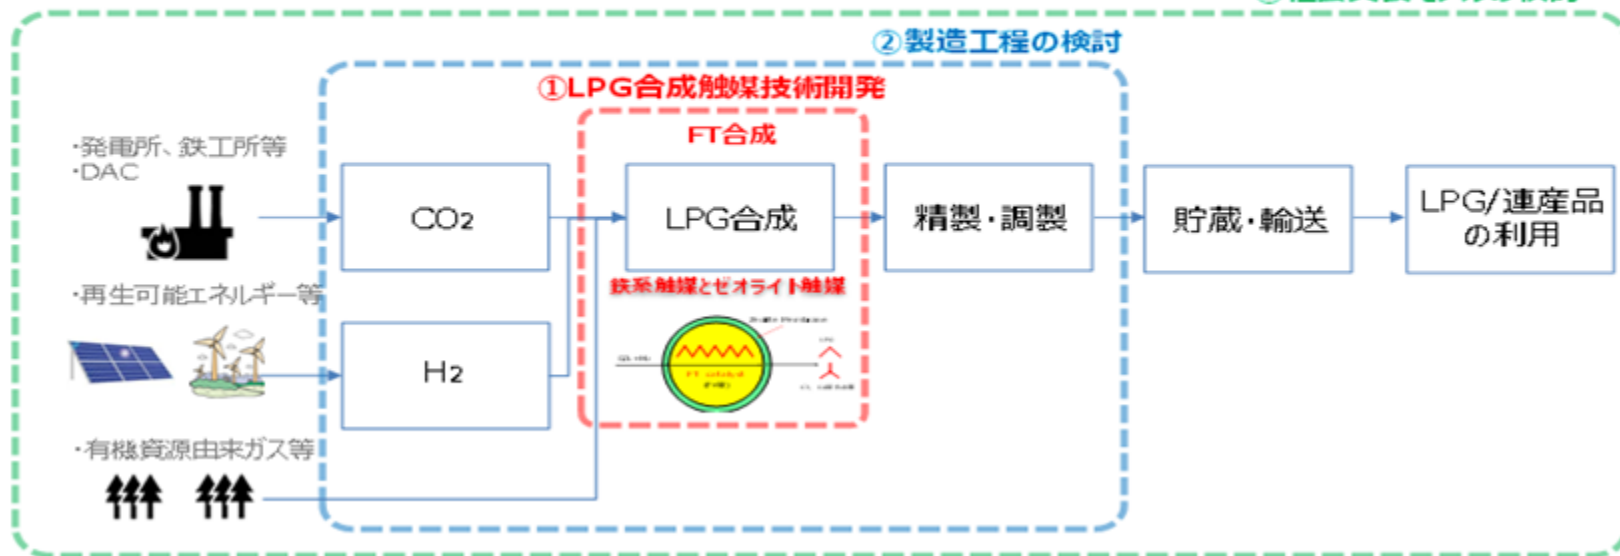 ②製造工程の検討
①LPG合成触媒技術開発
FT合成
・発電所、鉄工所等
・DAC
CO2
LPG合成
精製・調製
貯蔵・輸送
LPG/連産品
の利用
鉄系触媒とゼオライト触媒
・再生可能エネルギー等
H2
FT catalyst
・有機資源由来ガス等